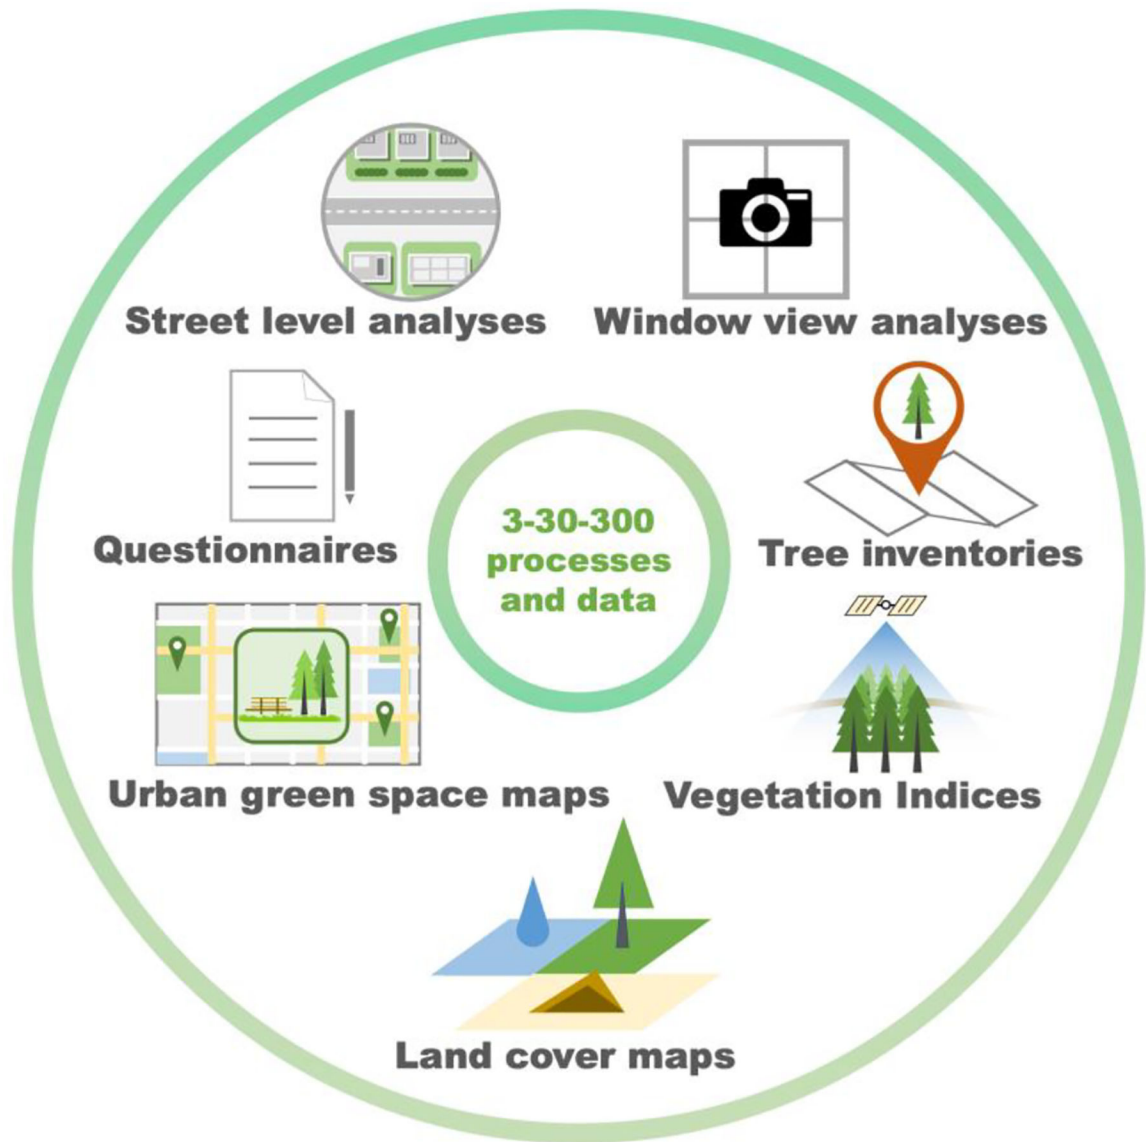 Street level analyses
Window view analyses
Questionnaires
3-30-300
processes
and data
Tree inventories
Urban green space maps
Vegetation Indices
Land cover maps